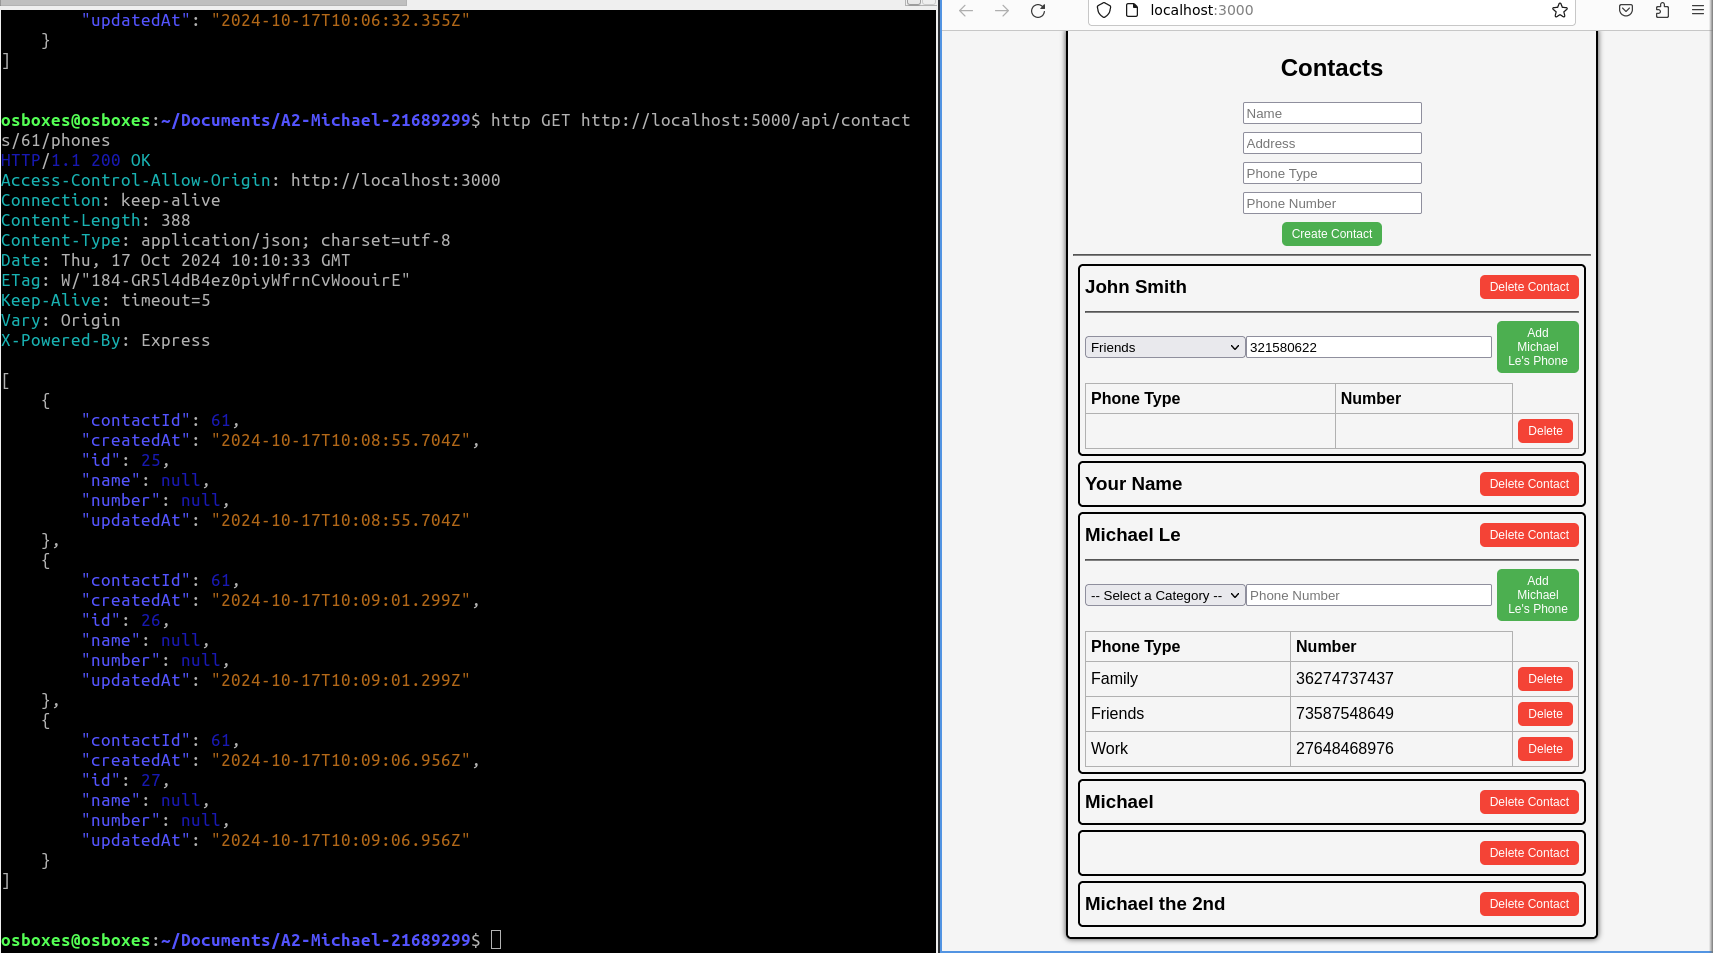 "updatedAt": "2024-10-17T10:06:32.355Z"
    }
]
osboxes@osboxes:~/Documents/A2-Michael-21689299$ http GET http://localhost:5000/api/contact
s/61/phones
HTTP/1.1 200 OK
Access-Control-Allow-Origin: http://localhost:3000
Connection: keep-alive
Content-Length: 388
Content-Type: application/json; charset=utf-8
Date: Thu, 17 Oct 2024 10:10:33 GMT
ETag: W/"184-GR5l4dB4ez0piyWfrnCvWoouirE"
Keep-Alive: timeout=5
Vary: Origin
X-Powered-By: Express
[
    {
        "contactId": 61,
        "createdAt": "2024-10-17T10:08:55.704Z",
        "id": 25,
        "name": null,
        "number": null,
        "updatedAt": "2024-10-17T10:08:55.704Z"
    },
    {
        "contactId": 61,
        "createdAt": "2024-10-17T10:09:01.299Z",
        "id": 26,
        "name": null,
        "number": null,
        "updatedAt": "2024-10-17T10:09:01.299Z"
    },
    {
        "contactId": 61,
        "createdAt": "2024-10-17T10:09:06.956Z",
        "id": 27,
        "name": null,
        "number": null,
        "updatedAt": "2024-10-17T10:09:06.956Z"
    }
]
osboxes@osboxes:~/Documents/A2-Michael-21689299$
localhost:3000
Contacts
Name
Address
Phone Type
Phone Number
Create Contact
John Smith Delete Contact
Friends 321580622 Add
Michael
Le's Phone
Phone Type Number
Delete
Your Name Delete Contact
Michael Le Delete Contact
-- Select a Category -- Phone Number Add
Michael
Le's Phone
Phone Type Number
Family 36274737437 Delete
Friends 73587548649 Delete
Work 27648468976 Delete
Michael Delete Contact
Delete Contact
Michael the 2nd Delete Contact